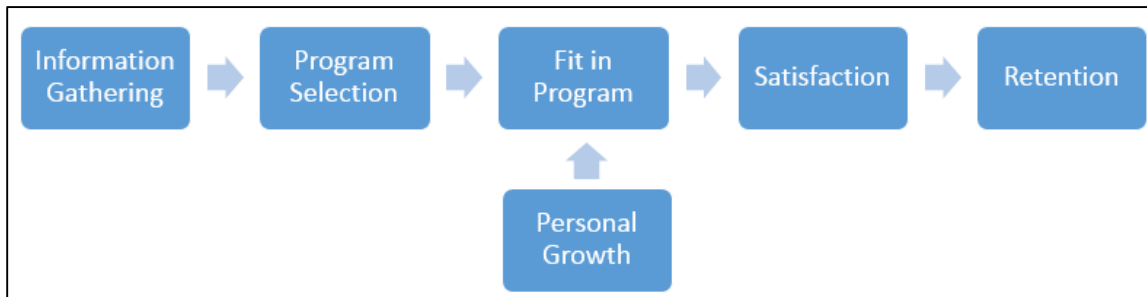 Information
Gathering
Program
Selection
Fit in
Program
Satisfaction
Retention
Personal
Growth